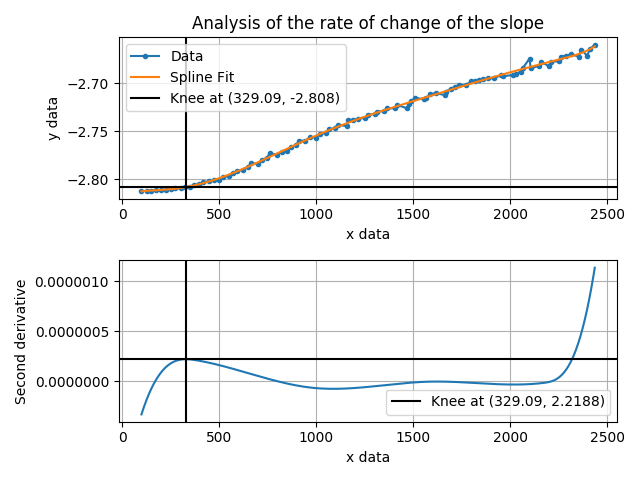 Analysis of the rate of change of the slope
Data
Spline Fit
Knee at (329.09, -2.808)
y data
−2.70
−2.75
−2.80
0 500 1000 1500 2000 2500
x data
Second derivative
0.0000010
0.0000005
0.0000000
Knee at (329.09, 2.2188)
0 500 1000 1500 2000 2500
x data